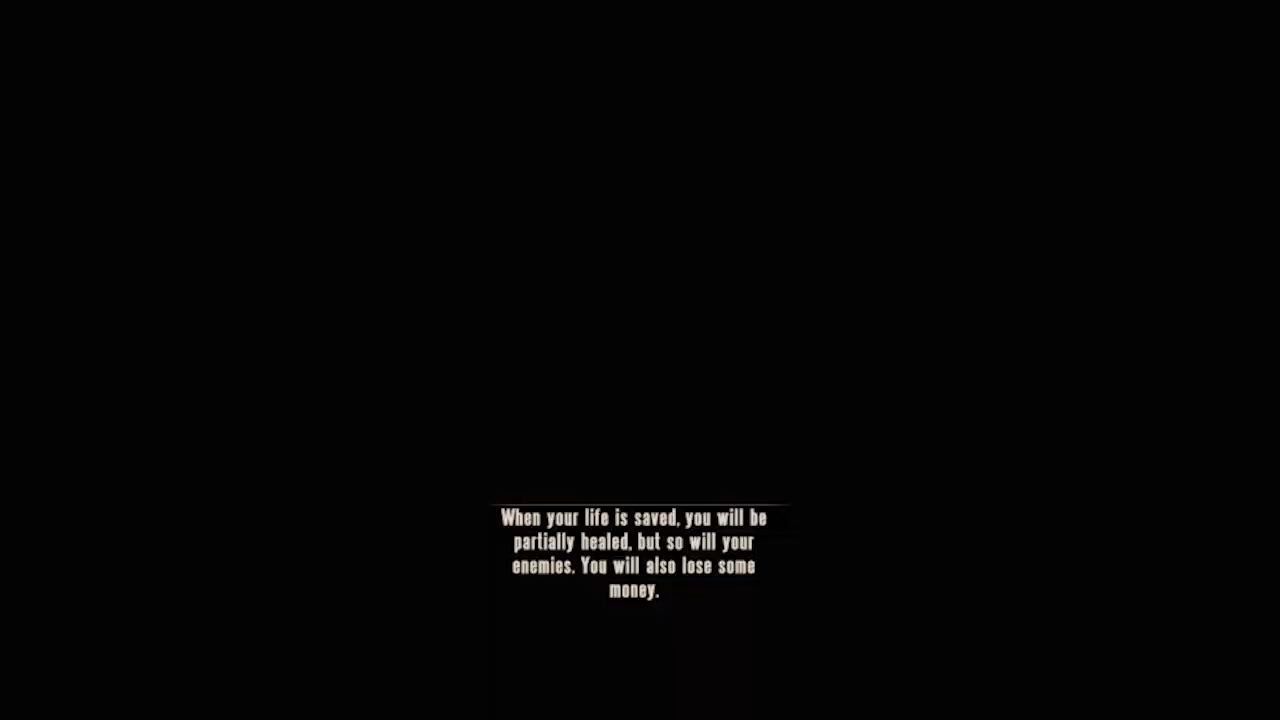 When your life is saved, you will be
partially healed, but so will your
enemies. You will also lose some
money.